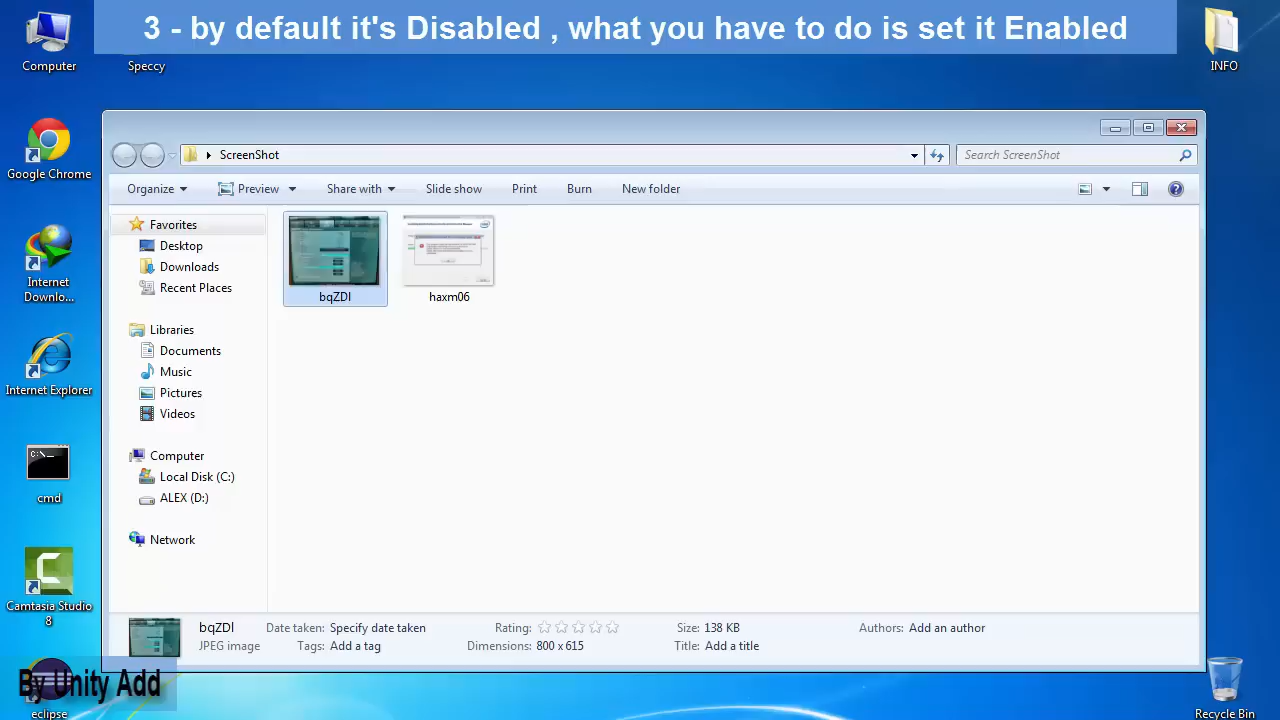 3 - by default it's Disabled , what you have to do is set it Enabled
Computer
Speccy
INFO
Google Chrome
Internet
Downlo...
Internet Explorer
cmd
Camtasia Studio
8
eclipse
Recycle Bin
ScreenShot
Search ScreenShot
Organize
Preview
Share with
Slide show
Print
Burn
New folder
Favorites
Desktop
Downloads
Recent Places
Libraries
Documents
Music
Pictures
Videos
Computer
Local Disk (C:)
ALEX (D:)
Network
bqZDI
haxm06
bqZDI
JPEG image
Date taken: Specify date taken
Tags: Add a tag
Rating:
Dimensions: 800 x 615
Size: 138 KB
Title: Add a title
Authors: Add an author
By Unity Add